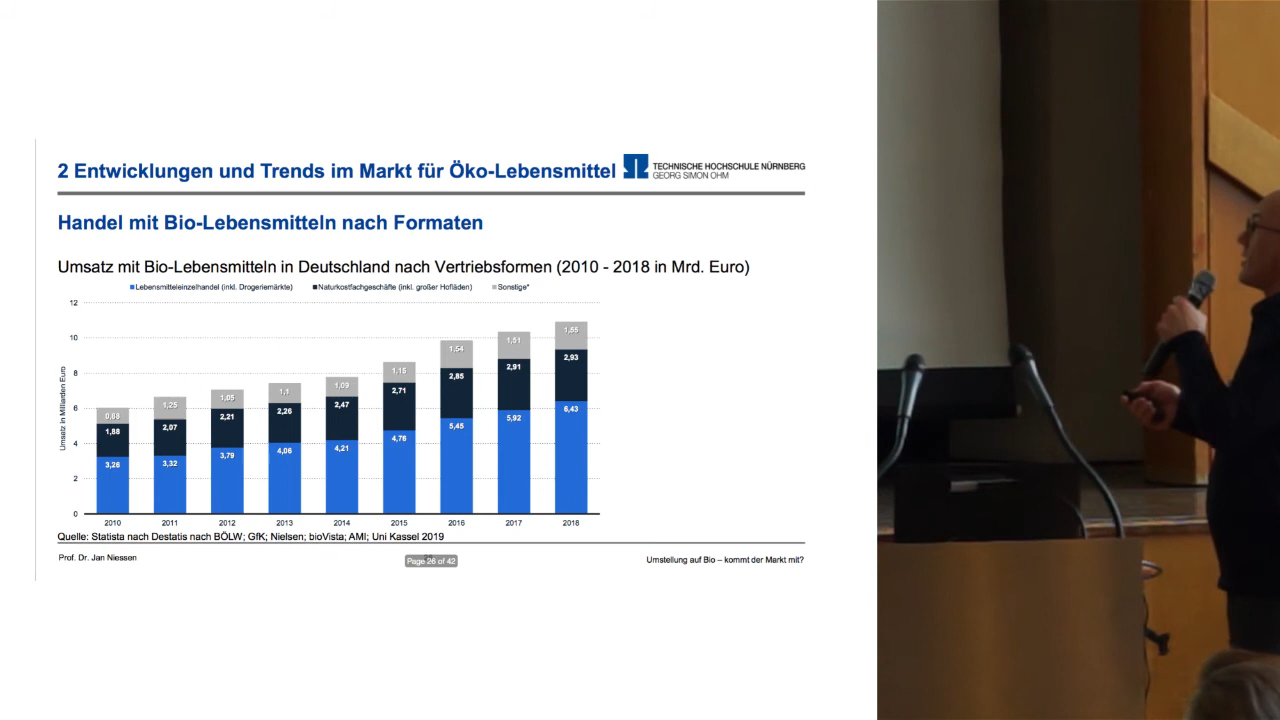 2 Entwicklungen und Trends im Markt für Öko-Lebensmittel
TECHNISCHE HOCHSCHULE NÜRNBERG
GEORG SIMON OHM
Handel mit Bio-Lebensmitteln nach Formaten
Umsatz mit Bio-Lebensmitteln in Deutschland nach Vertriebsformen (2010 - 2018 in Mrd. Euro)
Lebensmitteleinzelhandel (inkl. Drogeriemärkte) Naturkostfachgeschäfte (inkl. großer Hofläden) Sonstige*
Umsatz in Milliarden Euro
12
10
8
6
4
2
0
0,88 1,25 1,05 1,1 1,09 1,15 1,54 1,51 1,55
1,88 2,07 2,21 2,26 2,47 2,71 2,85 2,91 2,93
3,26 3,32 3,79 4,06 4,21 4,76 5,45 5,92 6,43
2010 2011 2012 2013 2014 2015 2016 2017 2018
Quelle: Statista nach Destatis nach BÖLW; GfK; Nielsen; bioVista; AMI; Uni Kassel 2019
Prof. Dr. Jan Niessen
Page 26 of 42
Umstellung auf Bio – kommt der Markt mit?